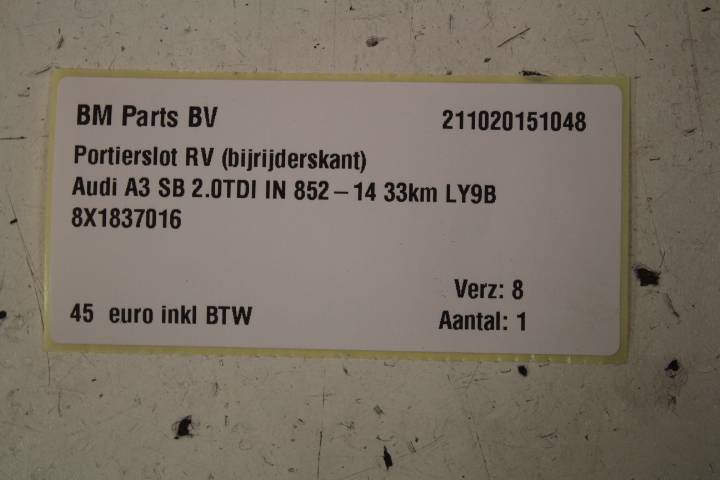 BM Parts BV 211020151048
Portierslot RV (bijrijderskant)
Audi A3 SB 2.0TDI IN 852 – 14 33km LY9B
8X1837016
Verz: 8
45 euro inkl BTW Aantal: 1